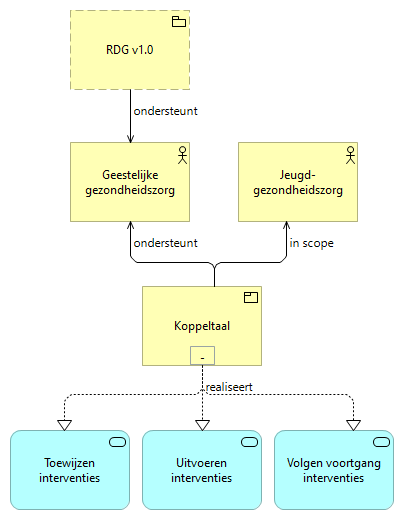 RDG v1.0
ondersteunt
Geestelijke
gezondheidszorg
Jeugd-
gezondheidszorg
ondersteunt
in scope
Koppeltaal
-
realiseert
Toewijzen
interventies
Uitvoeren
interventies
Volgen voortgang
interventies